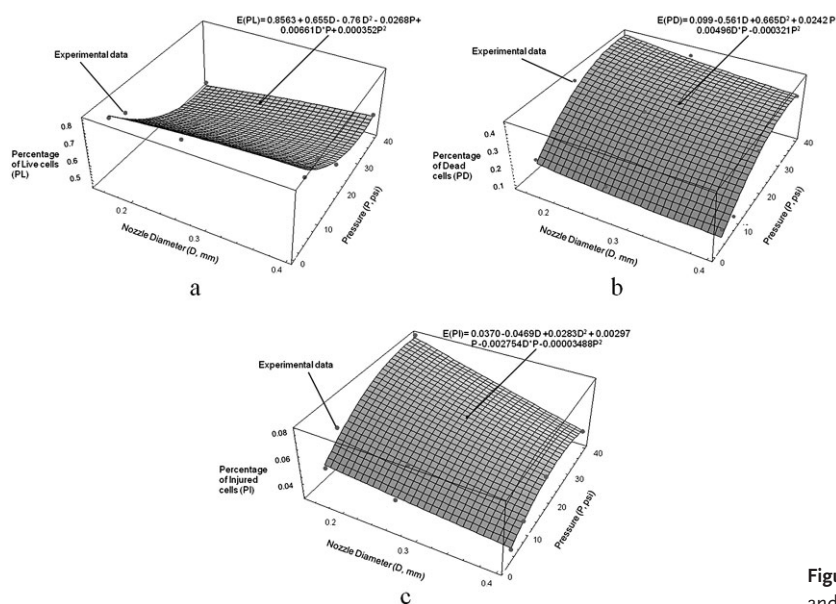 E(PL)= 0.8563 + 0.655D - 0.76 D² - 0.0268P+
0.00661D*P+ 0.000352P²
Experimental data
0.8
0.7
0.6
0.5
Percentage
of Live cells
(PL)
0.2
0.3
0.4
Nozzle Diameter (D, mm)
0
10
20
30
40
Pressure (P, psi)
a
E(PD)= 0.099 -0.561D +0.665D² + 0.0242 P
0.00496D*P -0.000321P²
Experimental data
0.4
0.3
0.2
0.1
Percentage
of Dead
cells (PD)
0.2
0.3
0.4
Nozzle Diameter (D, mm)
0
10
20
30
40
Pressure (P, psi)
b
E(PI)= 0.0370 -0.0469D +0.0283D² + 0.00297
P -0.002754D*P -0.00003488P²
Experimental data
0.08
0.06
0.04
Percentage
of Injured
cells (PI)
0.2
0.3
0.4
Nozzle Diameter (D, mm)
0
10
20
30
40
Pressure (P, psi)
c
Figu
and